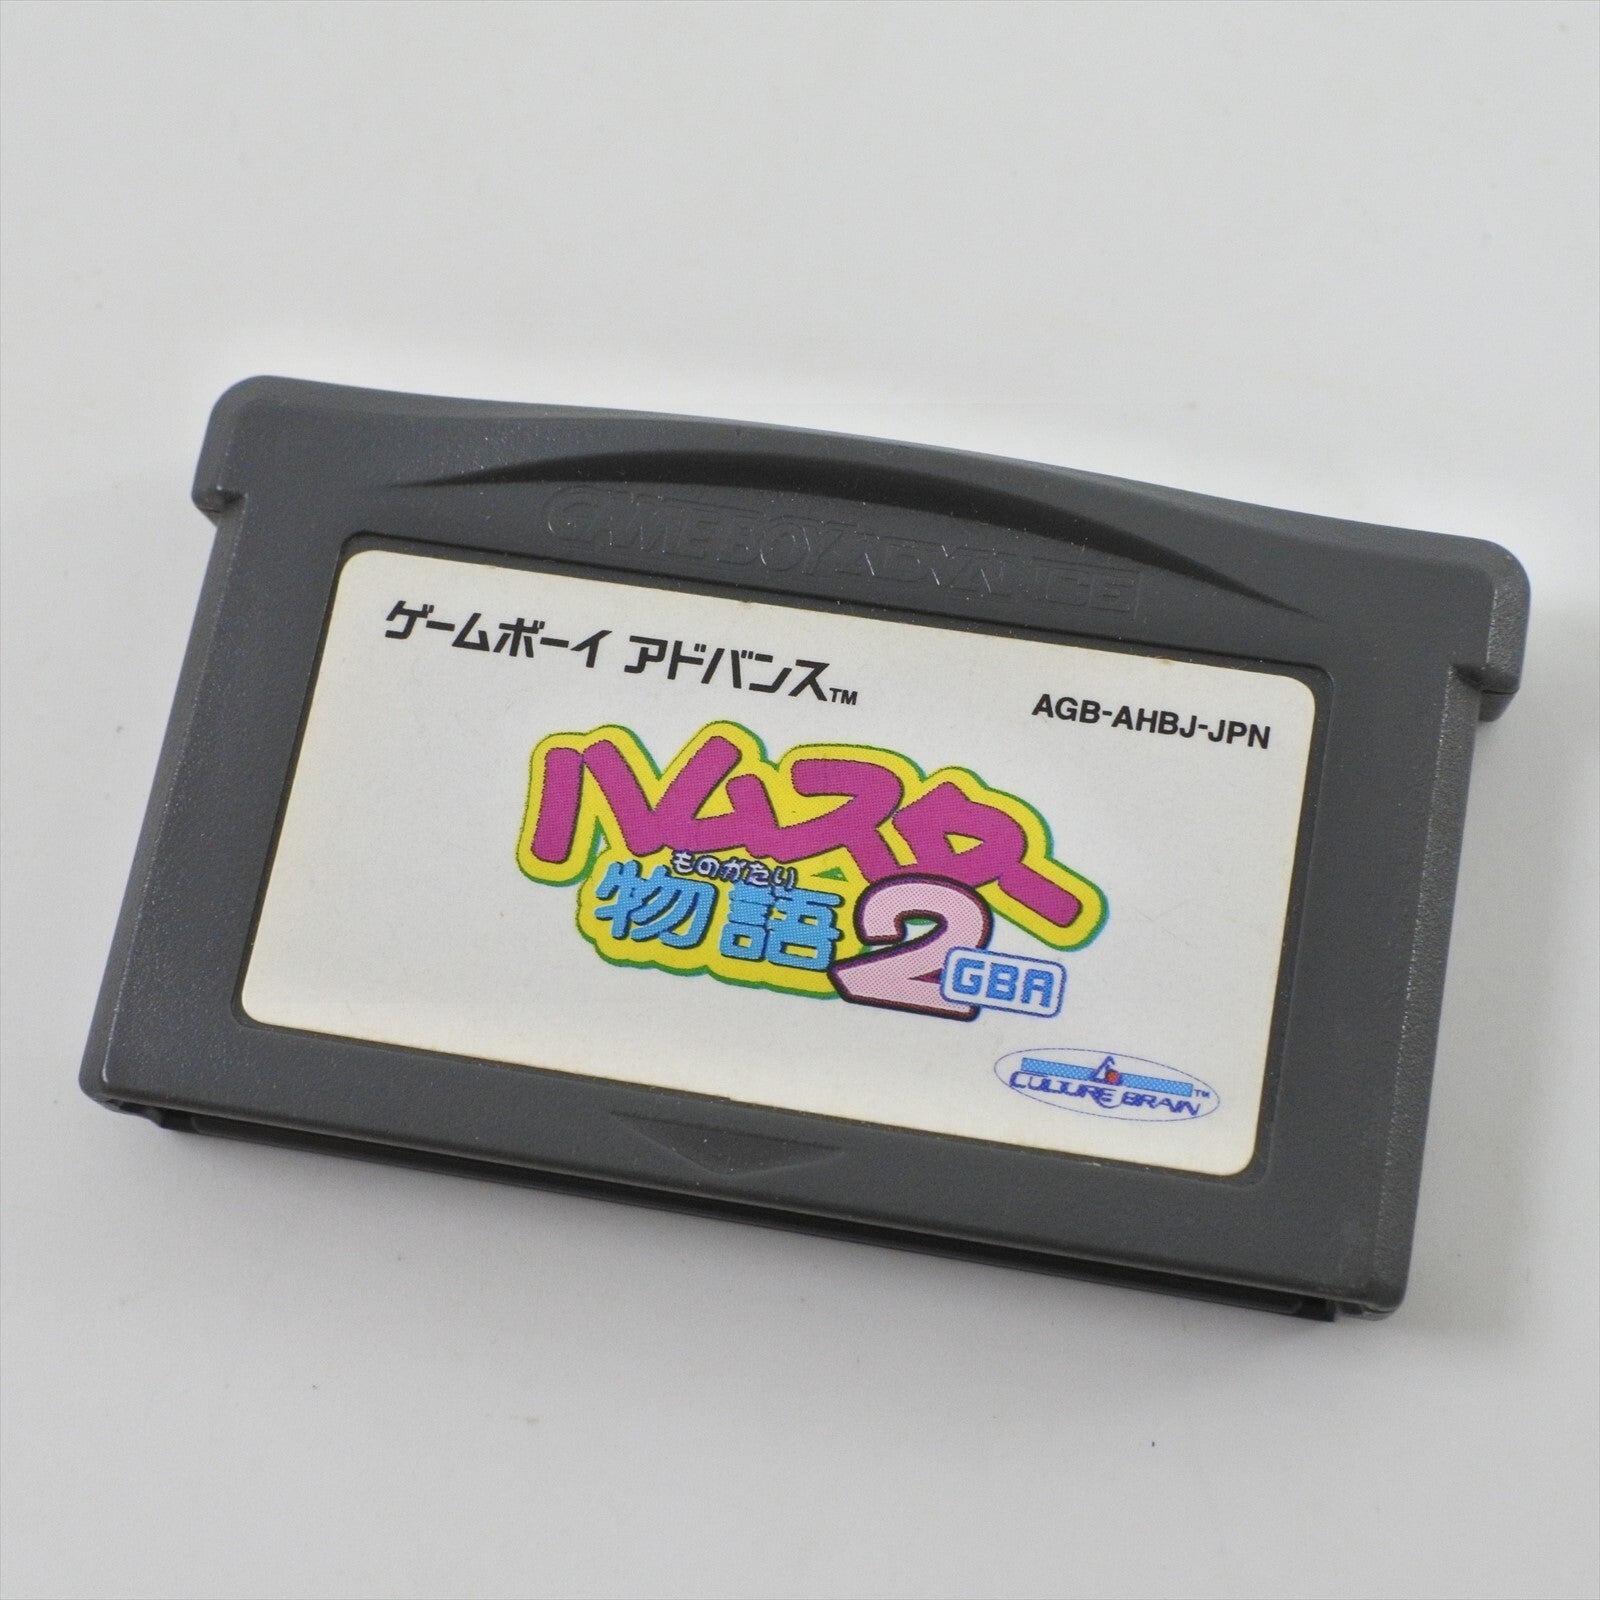 GAME BOY ADVANCE
ゲームボーイ アドバンス™
AGB-AHBJ-JPN
ハムスター
ものがたり
物語2
GBA
CULTURE BRAIN™